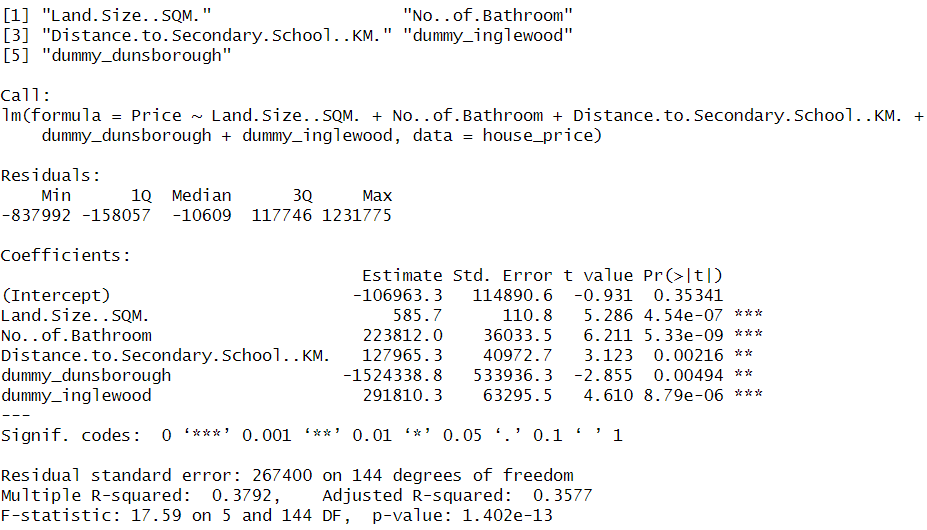 [1] "Land.Size..SQM." "No..of.Bathroom"
[3] "Distance.to.Secondary.School..KM." "dummy_inglewood"
[5] "dummy_dunsborough"
Call:
lm(formula = Price ~ Land.Size..SQM. + No..of.Bathroom + Distance.to.Secondary.School..KM. +
dummy_dunsborough + dummy_inglewood, data = house_price)
Residuals:
Min 1Q Median 3Q Max
-837992 -158057 -10609 117746 1231775
Coefficients:
Estimate Std. Error t value Pr(>|t|)
(Intercept) -106963.3 114890.6 -0.931 0.35341
Land.Size..SQM. 585.7 110.8 5.286 4.54e-07 ***
No..of.Bathroom 223812.0 36033.5 6.211 5.33e-09 ***
Distance.to.Secondary.School..KM. 127965.3 40972.7 3.123 0.00216 **
dummy_dunsborough -1524338.8 533936.3 -2.855 0.00494 **
dummy_inglewood 291810.3 63295.5 4.610 8.79e-06 ***
---
Signif. codes: 0 ‘***’ 0.001 ‘**’ 0.01 ‘*’ 0.05 ‘.’ 0.1 ‘ ’ 1
Residual standard error: 267400 on 144 degrees of freedom
Multiple R-squared: 0.3792, Adjusted R-squared: 0.3577
F-statistic: 17.59 on 5 and 144 DF, p-value: 1.402e-13